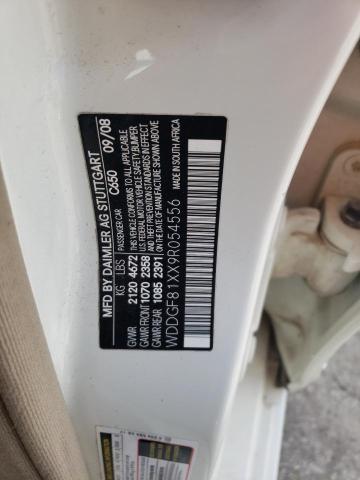 MFD BY DAIMLER AG STUTTGART
PASSENGER CAR C650 09/08
KG LBS
GVWR 2120 4672
GAWR FRONT 1070 2358
GAWR REAR 1085 2391
THIS VEHICLE CONFORMS TO ALL APPLICABLE
U.S. FEDERAL MOTOR VEHICLE SAFETY, BUMPER
AND THEFT PREVENTION STANDARDS IN EFFECT
ON THE DATE OF MANUFACTURE SHOWN ABOVE
MADE IN SOUTH AFRICA
WDDGF81XX9R054556